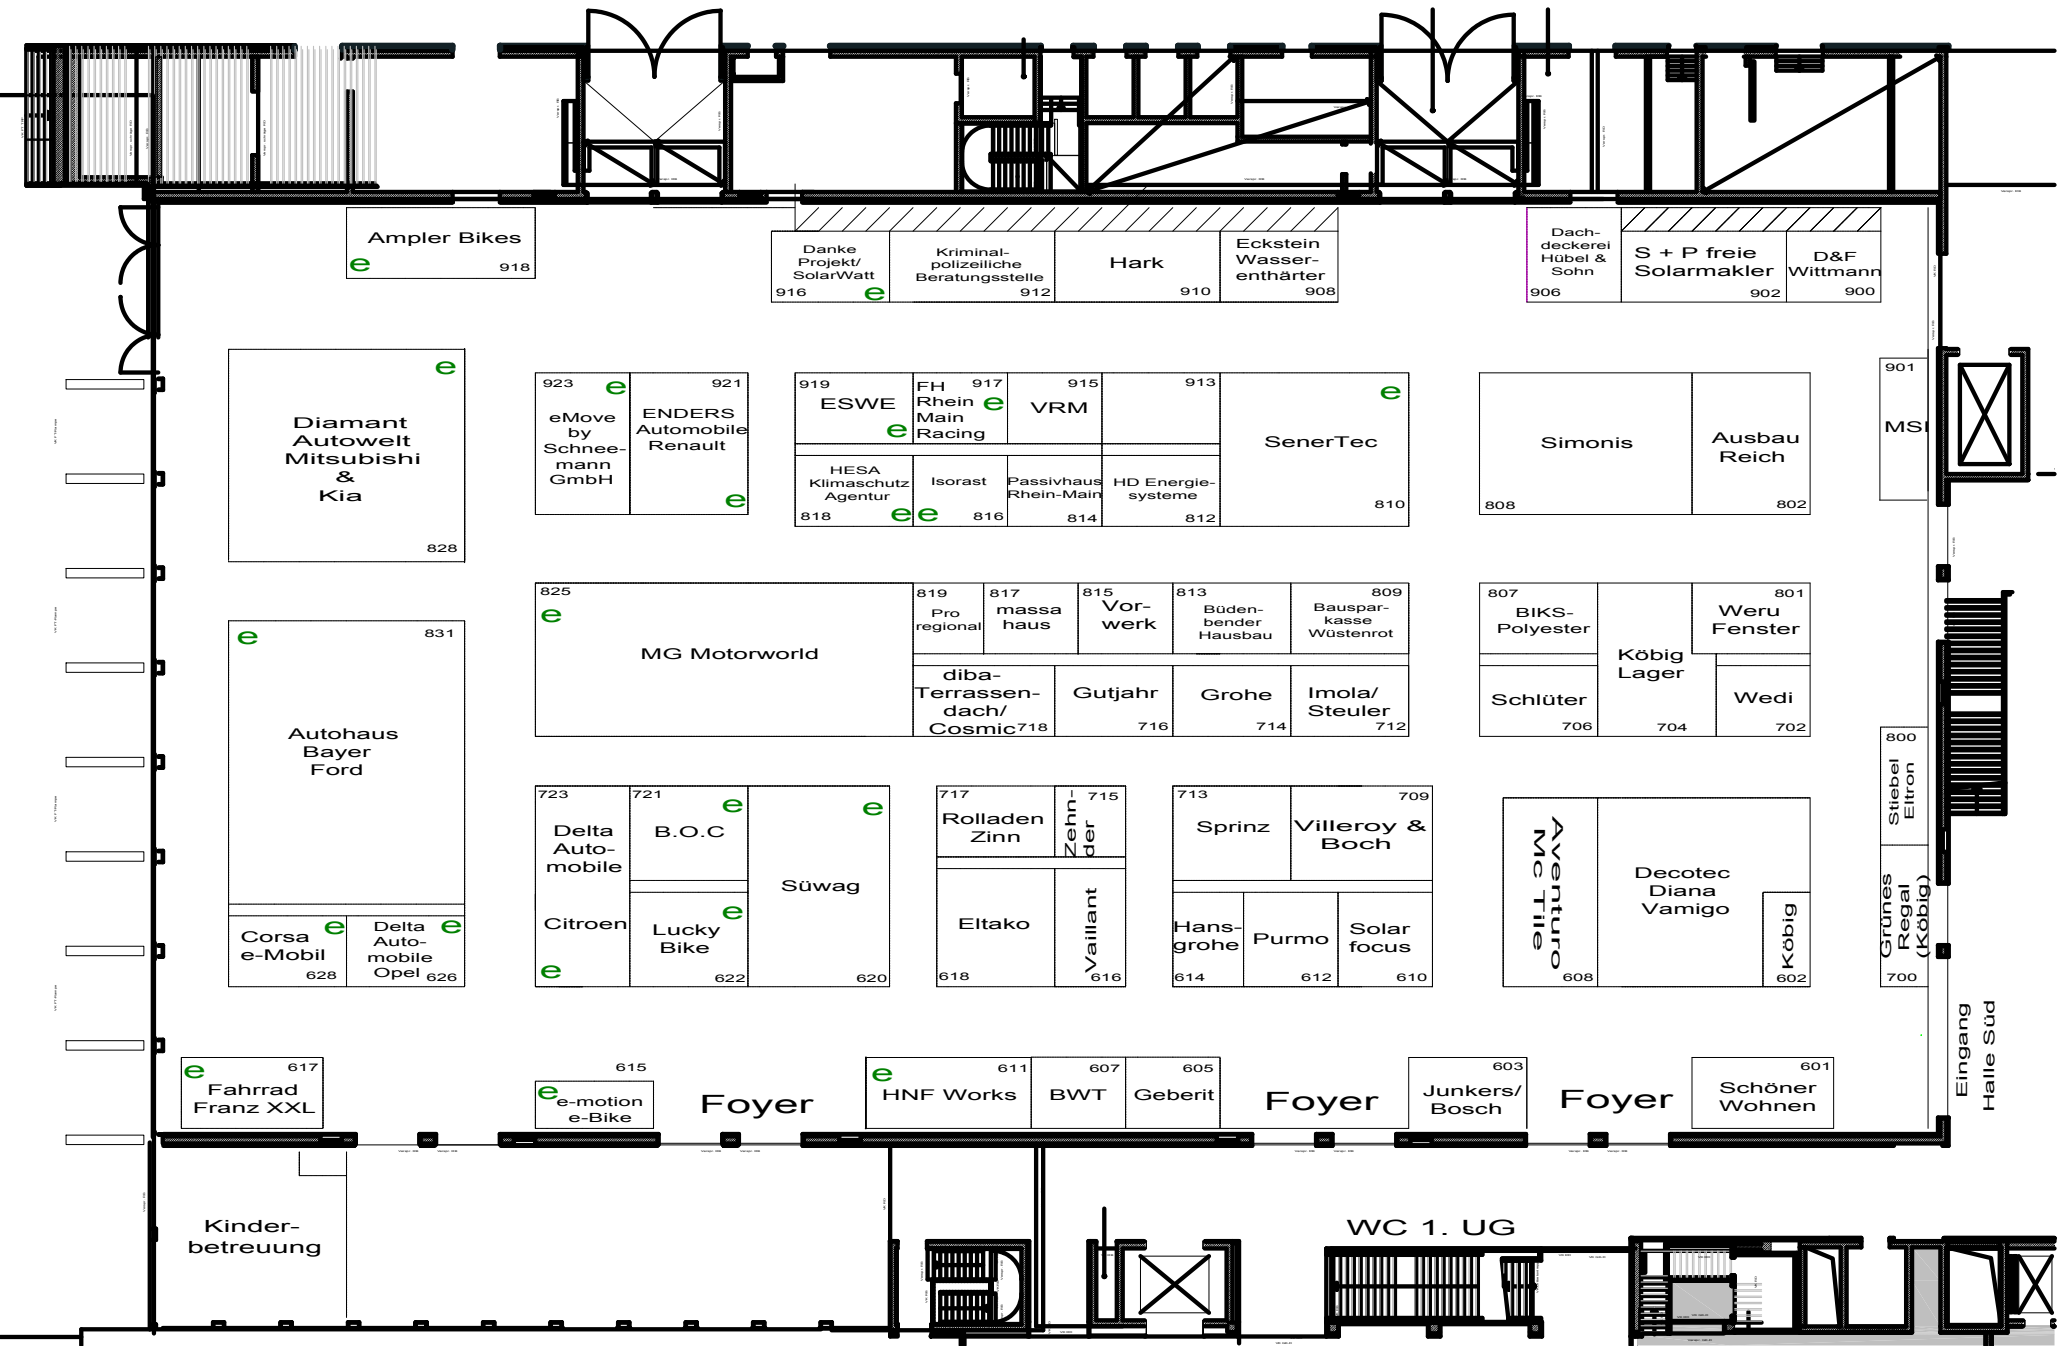 Ampler Bikes
e
918
Danke
Projekt/
SolarWatt
916
e
Kriminal-
polizeiliche
Beratungsstelle
912
Hark
910
Eckstein
Wasser-
enthärter
908
Dach-
deckerei
Hübel &
Sohn
906
S + P freie
Solarmakler
902
D&F
Wittmann
900
e
Diamant
Autowelt
Mitsubishi
&
Kia
828
923
e
eMove
by
Schnee-
mann
GmbH
921
ENDERS
Automobile
Renault
e
919
ESWE
e
FH
917
Rhein
e
Main
Racing
915
VRM
913
e
SenerTec
810
HESA
Klimaschutz
Agentur
818
e
Isorast
e
816
Passivhaus
Rhein-Main
814
HD Energie-
systeme
812
Simonis
808
Ausbau
Reich
802
901
MSI
831
e
Autohaus
Bayer
Ford
825
e
MG Motorworld
819
Pro
regional
817
massa
haus
815
Vor-
werk
813
Büden-
bender
Hausbau
809
Bauspar-
kasse
Wüstenrot
diba-
Terrassen-
dach/
Cosmic
718
Gutjahr
716
Grohe
714
Imola/
Steuler
712
807
BIKS-
Polyester
Köbig
Lager
704
801
Weru
Fenster
Schlüter
706
Wedi
702
800
Stiebel
Eltron
Grünes
Regal
(Köbig)
700
Corsa
e-Mobil
e
628
Delta
Auto-
mobile
Opel
e
626
723
Delta
Auto-
mobile
Citroen
e
721
e
B.O.C
e
Lucky
Bike
622
e
Süwag
620
717
Rolladen
Zinn
715
Zehn-
der
Eltako
618
Vaillant
616
713
Sprinz
709
Villeroy &
Boch
Hans-
grohe
614
Purmo
612
Solar
focus
610
Aventuro
Mc Tile
608
Decotec
Diana
Vamigo
Köbig
602
Eingang
Halle Süd
e
617
Fahrrad
Franz XXL
615
e
e-motion
e-Bike
Foyer
e
611
HNF Works
607
BWT
605
Geberit
Foyer
603
Junkers/
Bosch
Foyer
601
Schöner
Wohnen
Kinder-
betreuung
WC 1. UG